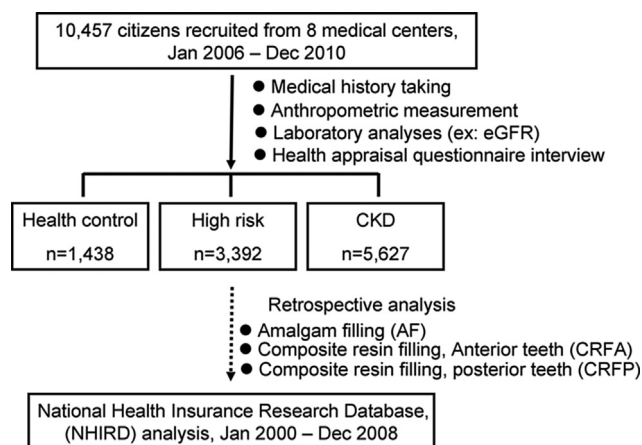 10,457 citizens recruited from 8 medical centers,
Jan 2006 – Dec 2010
● Medical history taking
● Anthropometric measurement
● Laboratory analyses (ex: eGFR)
● Health appraisal questionnaire interview
Health control
n=1,438
High risk
n=3,392
CKD
n=5,627
Retrospective analysis
● Amalgam filling (AF)
● Composite resin filling, Anterior teeth (CRFA)
● Composite resin filling, posterior teeth (CRFP)
National Health Insurance Research Database,
(NHIRD) analysis, Jan 2000 – Dec 2008